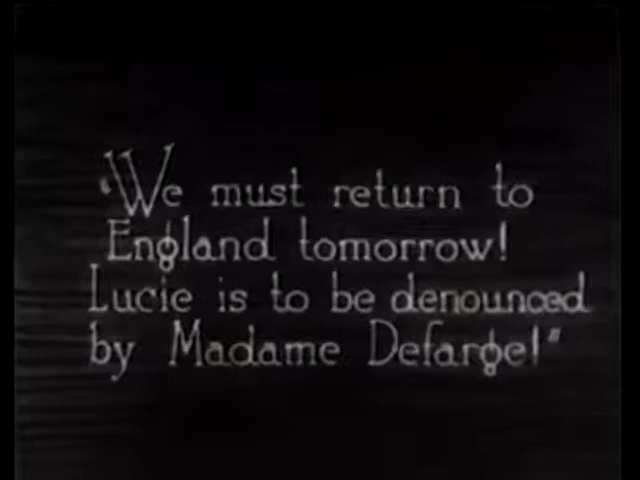 "We must return to
England tomorrow!
Lucie is to be denounced
by Madame Defarge!"